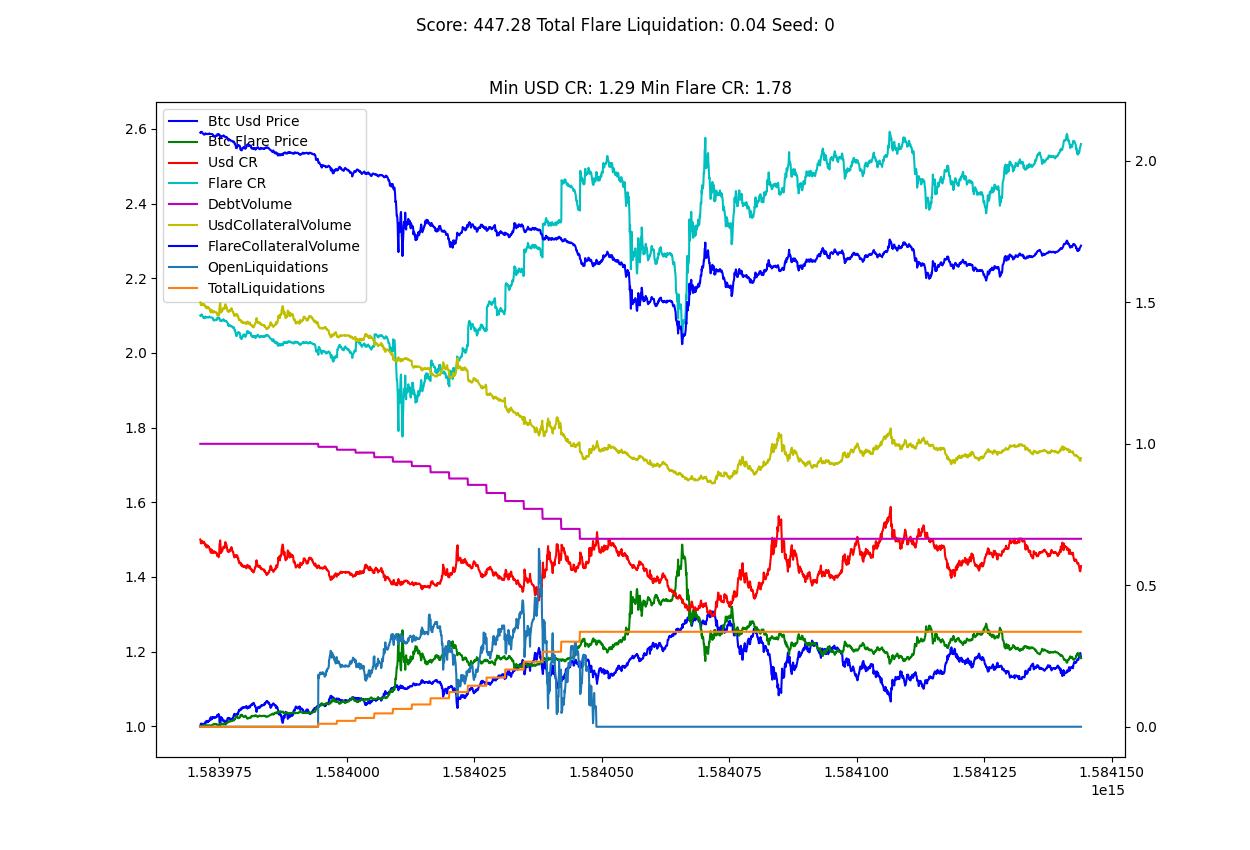 Score: 447.28 Total Flare Liquidation: 0.04 Seed: 0
Min USD CR: 1.29 Min Flare CR: 1.78
Btc Usd Price
Btc Flare Price
Usd CR
Flare CR
DebtVolume
UsdCollateralVolume
FlareCollateralVolume
OpenLiquidations
TotalLiquidations
2.6
2.4
2.2
2.0
1.8
1.6
1.4
1.2
1.0
2.0
1.5
1.0
0.5
0.0
1.583975
1.584000
1.584025
1.584050
1.584075
1.584100
1.584125
1.584150
1e15